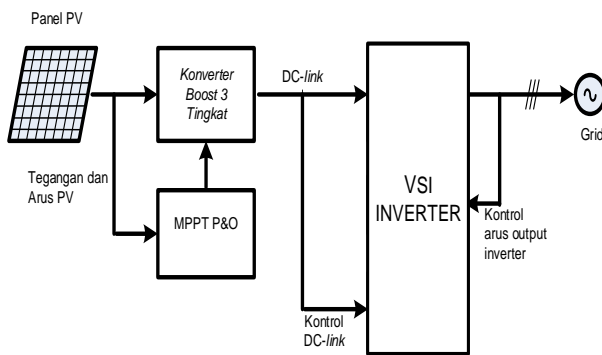 Panel PV
Konverter
Boost 3
Tingkat
DC-link
Tegangan dan
Arus PV
MPPT P&O
VSI
INVERTER
Grid
Kontrol
arus output
inverter
Kontrol
DC-link